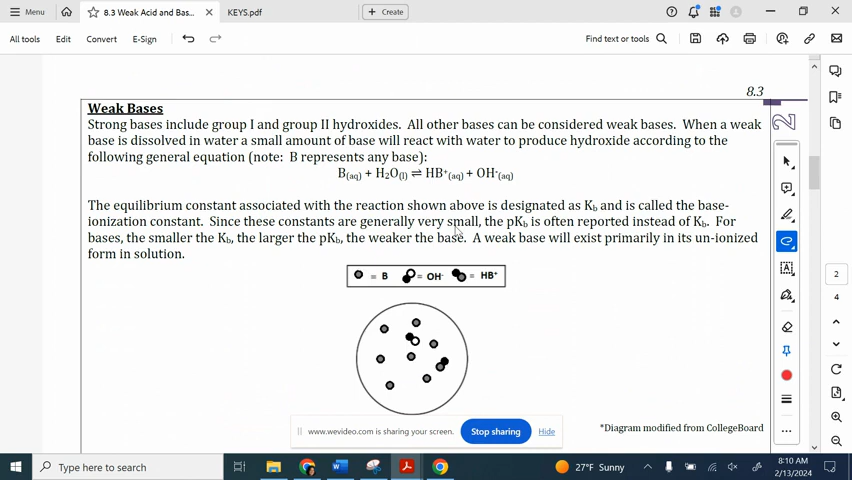 Menu
8.3 Weak Acid and Bas...
KEYS.pdf
Create
All tools Edit Convert E-Sign
Find text or tools
8.3
Weak Bases
Strong bases include group I and group II hydroxides. All other bases can be considered weak bases. When a weak
base is dissolved in water a small amount of base will react with water to produce hydroxide according to the
following general equation (note: B represents any base):
B(aq) + H₂O(l) ⇌ HB⁺(aq) + OH⁻(aq)
The equilibrium constant associated with the reaction shown above is designated as Kb and is called the base-
ionization constant. Since these constants are generally very small, the pKb is often reported instead of Kb. For
bases, the smaller the Kb, the larger the pKb, the weaker the base. A weak base will exist primarily in its un-ionized
form in solution.
= B = OH⁻ = HB⁺
*Diagram modified from CollegeBoard
www.wevideo.com is sharing your screen. Stop sharing Hide
2
2
4
Type here to search
27°F Sunny
8:10 AM
2/13/2024